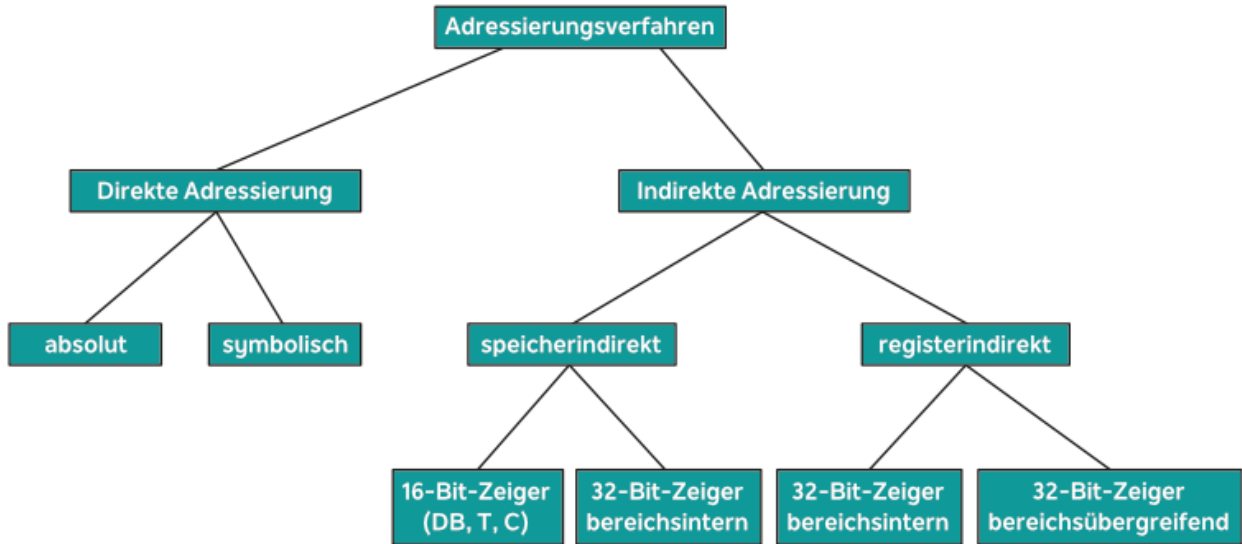 Adressierungsverfahren
Direkte Adressierung
Indirekte Adressierung
absolut
symbolisch
speicherindirekt
registerindirekt
16-Bit-Zeiger
(DB, T, C)
32-Bit-Zeiger
bereichsintern
32-Bit-Zeiger
bereichsintern
32-Bit-Zeiger
bereichsübergreifend